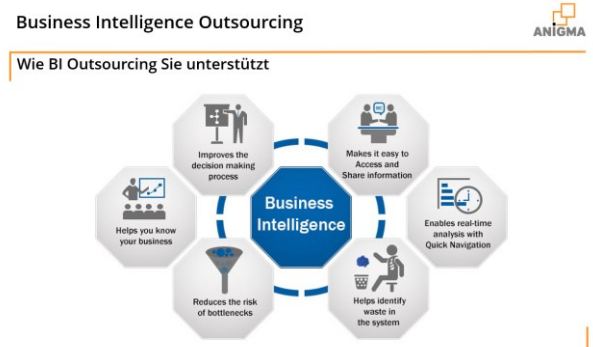 Business Intelligence Outsourcing
ANIGMA
Wie BI Outsourcing Sie unterstützt
Improves the
decision making
process
Makes it easy to
Access and
Share information
Helps you know
your business
Business
Intelligence
Enables real-time
analysis with
Quick Navigation
Reduces the risk
of bottlenecks
Helps identify
waste in
the system